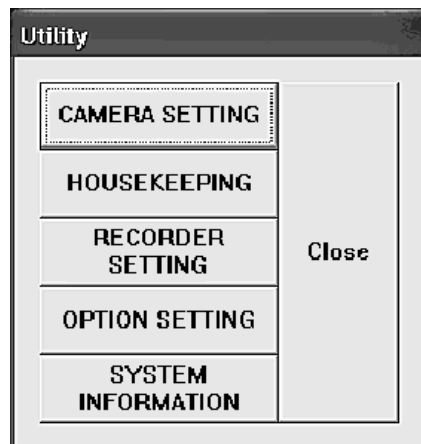 Utility
CAMERA SETTING
HOUSEKEEPING
RECORDER
SETTING
OPTION SETTING
SYSTEM
INFORMATION
Close